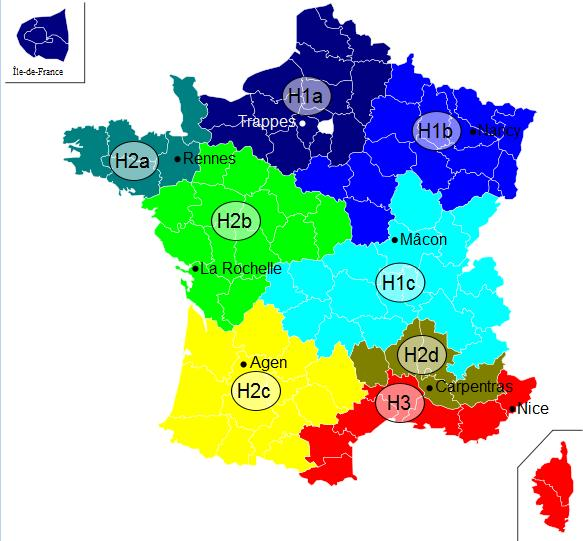 Île-de-France
H1a
Trappes
H1b
Nancy
H2a
Rennes
H2b
Mâcon
La Rochelle
H1c
H2d
Agen
Carpentras
H2c
H3
Nice